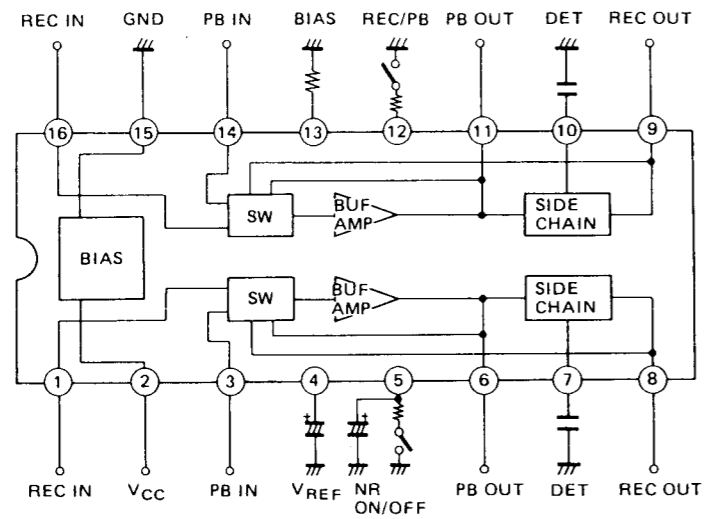 REC IN GND PB IN BIAS REC/PB PB OUT DET REC OUT
16 15 14 13 12 11 10 9
SW BUF AMP SIDE CHAIN
BIAS
SW BUF AMP SIDE CHAIN
1 2 3 4 5 6 7 8
+ +
REC IN VCC PB IN VREF NR ON/OFF PB OUT DET REC OUT